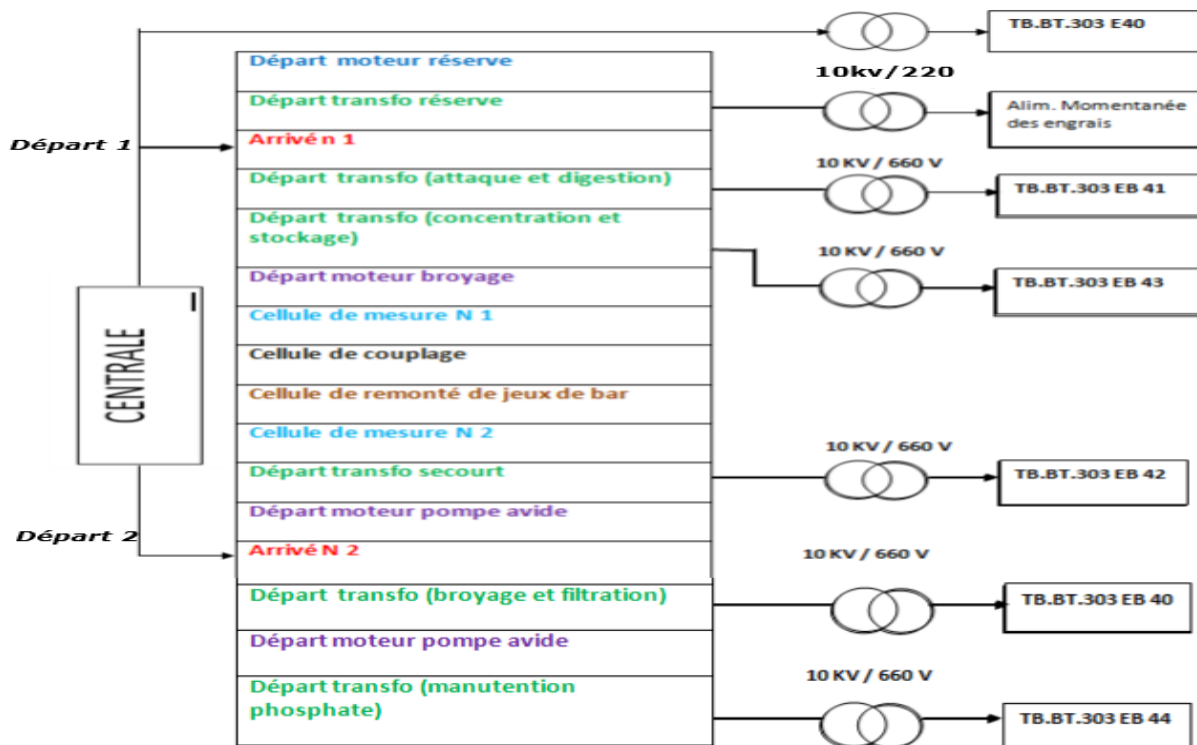 TB.BT.303 E40
Départ moteur réserve
10kv/220
Départ transfo réserve
Alim. Momentanée
des engrais
Départ 1
Arrivé n 1
10 KV / 660 V
Départ transfo (attaque et digestion)
TB.BT.303 EB 41
Départ transfo (concentration et
stockage)
10 KV / 660 V
Départ moteur broyage
TB.BT.303 EB 43
CENTRALE
Cellule de mesure N 1
Cellule de couplage
Cellule de remonté de jeux de bar
Cellule de mesure N 2
10 KV / 660 V
Départ transfo secourt
TB.BT.303 EB 42
Départ moteur pompe avide
Départ 2
Arrivé N 2
10 KV / 660 V
Départ transfo (broyage et filtration)
TB.BT.303 EB 40
Départ moteur pompe avide
10 KV / 660 V
Départ transfo (manutention
phosphate)
TB.BT.303 EB 44